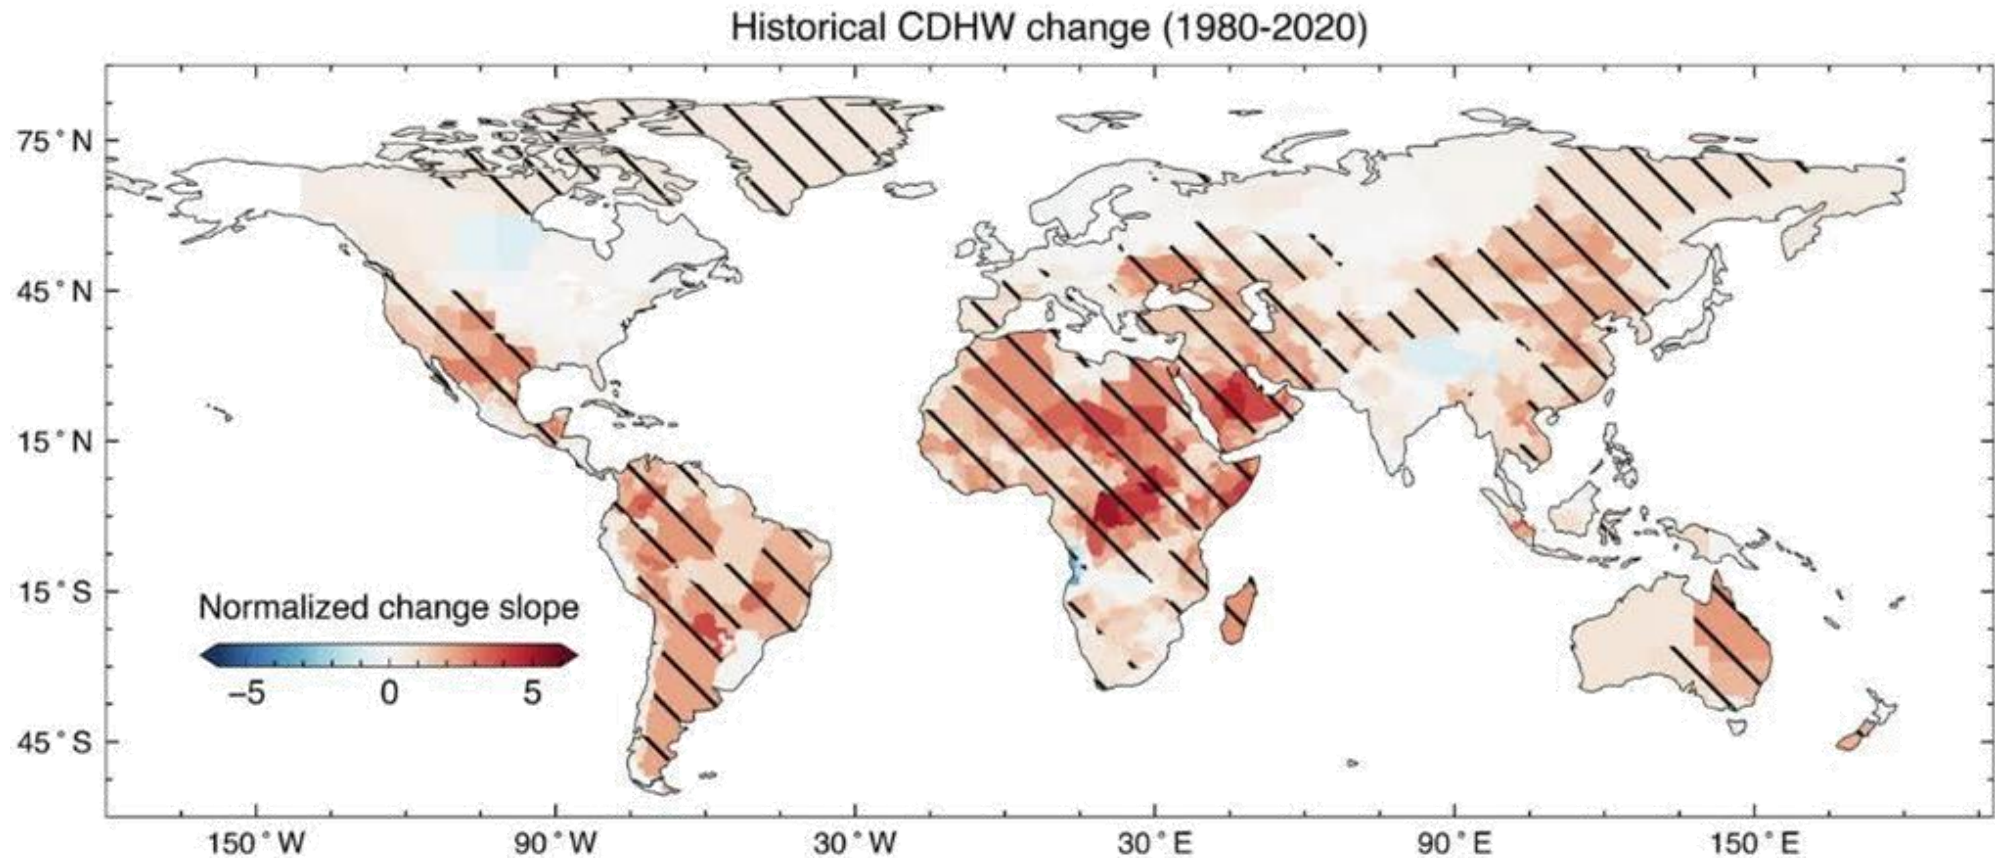 Historical CDHW change (1980-2020)
75°N
45°N
15°N
15°S
45°S
Normalized change slope
−5 0 5
150°W 90°W 30°W 30°E 90°E 150°E